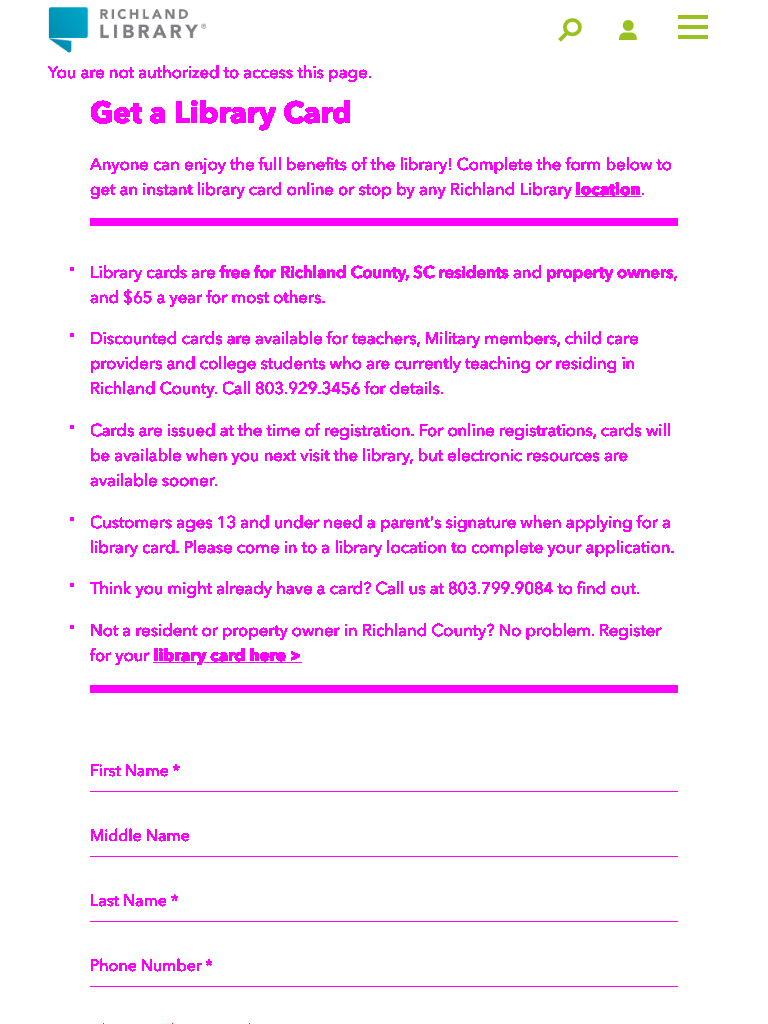 RICHLAND
LIBRARY®
You are not authorized to access this page.
Get a Library Card
Anyone can enjoy the full benefits of the library! Complete the form below to
get an instant library card online or stop by any Richland Library location.
Library cards are free for Richland County, SC residents and property owners,
and $65 a year for most others.
Discounted cards are available for teachers, Military members, child care
providers and college students who are currently teaching or residing in
Richland County. Call 803.929.3456 for details.
Cards are issued at the time of registration. For online registrations, cards will
be available when you next visit the library, but electronic resources are
available sooner.
Customers ages 13 and under need a parent's signature when applying for a
library card. Please come in to a library location to complete your application.
Think you might already have a card? Call us at 803.799.9084 to find out.
Not a resident or property owner in Richland County? No problem. Register
for your library card here >
First Name *
Middle Name
Last Name *
Phone Number *